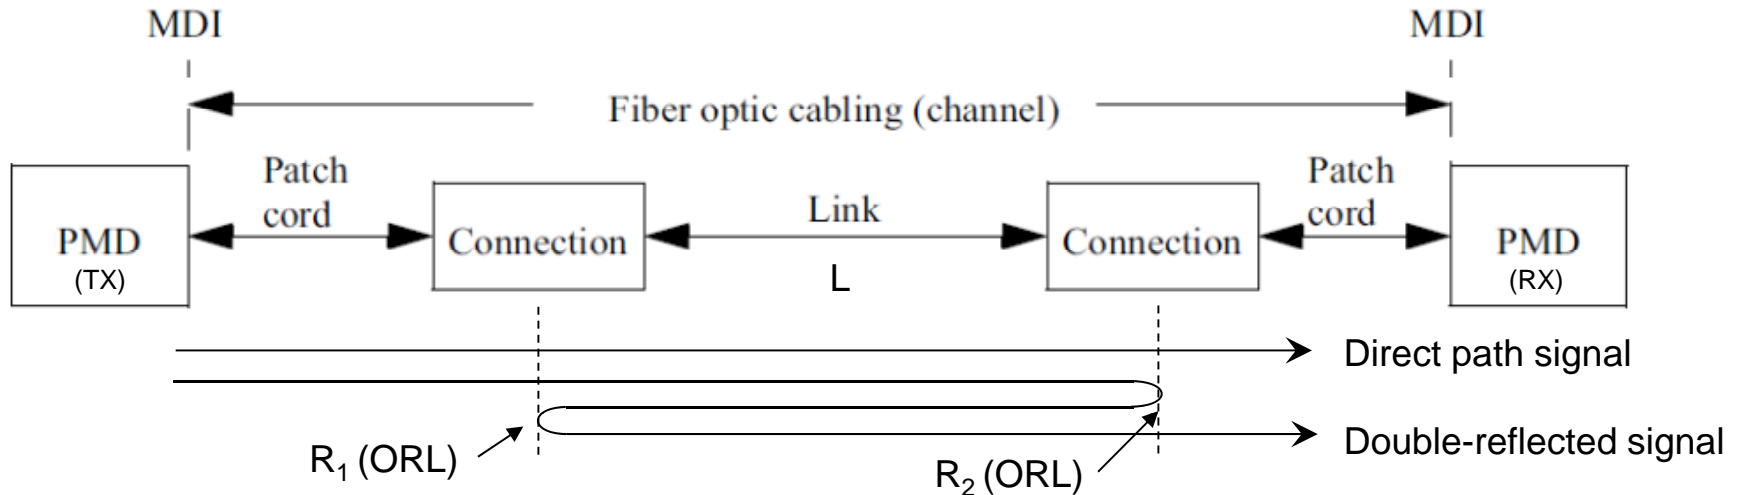 MDI
MDI
Fiber optic cabling (channel)
Patch
cord
Patch
cord
PMD
(TX)
Connection
Link
L
Connection
PMD
(RX)
Direct path signal
Double-reflected signal
R₁ (ORL)
R₂ (ORL)